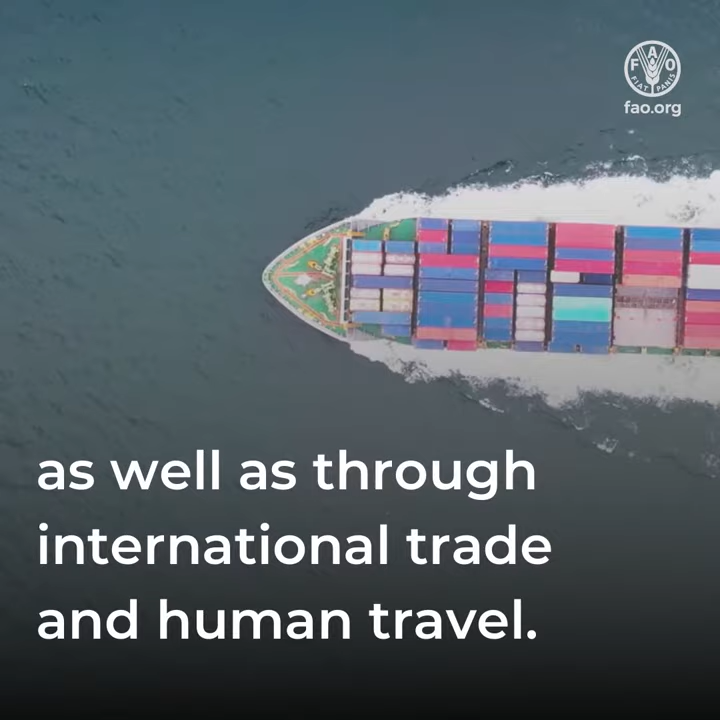 F A O
FIAT PANIS
fao.org
as well as through
international trade
and human travel.